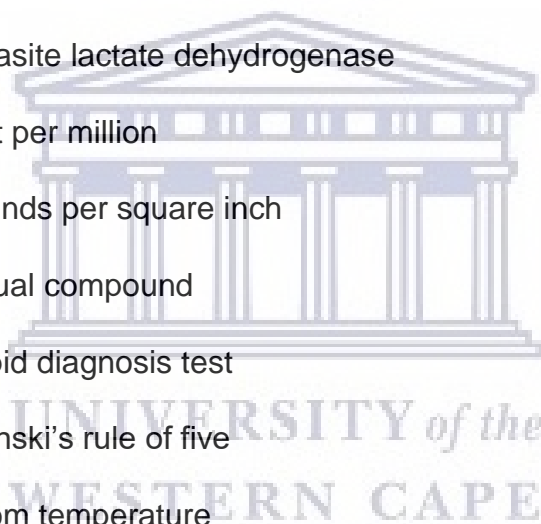 asite lactate dehydrogenase
t per million
nds per square inch
ual compound
oid diagnosis test
nski's rule of five
UNIVERSITY of the
om temperature
WESTERN CAPE